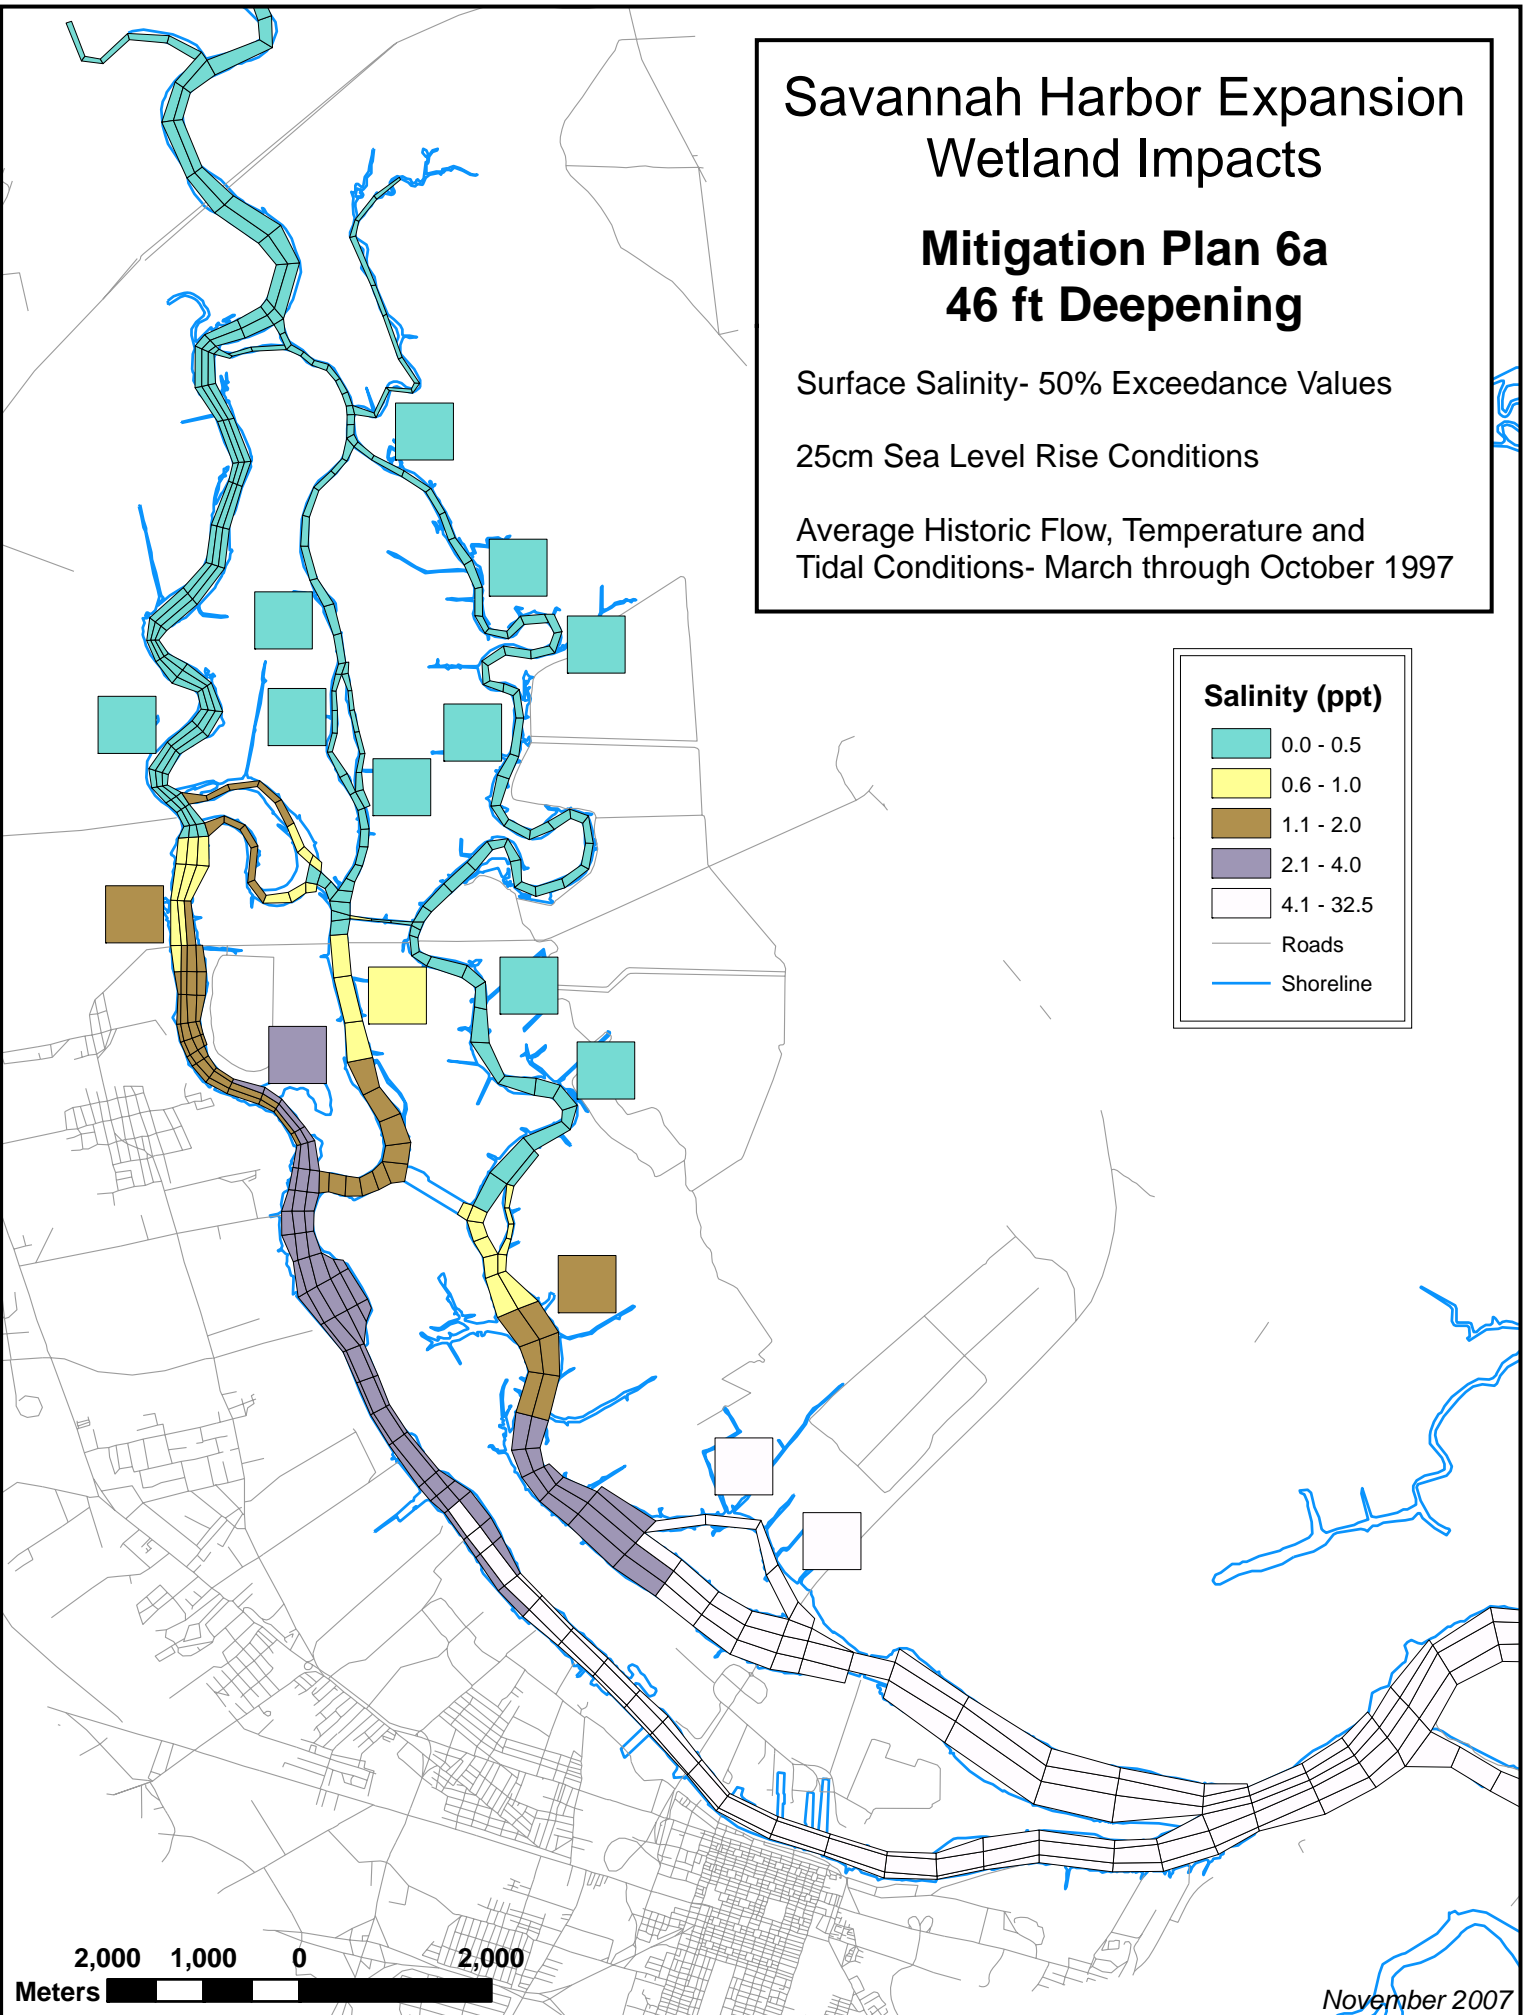 Savannah Harbor Expansion
Wetland Impacts
Mitigation Plan 6a
46 ft Deepening
Surface Salinity- 50% Exceedance Values
25cm Sea Level Rise Conditions
Average Historic Flow, Temperature and
Tidal Conditions- March through October 1997
Salinity (ppt)
0.0 - 0.5
0.6 - 1.0
1.1 - 2.0
2.1 - 4.0
4.1 - 32.5
Roads
Shoreline
2,000 1,000 0 2,000
Meters
November 2007